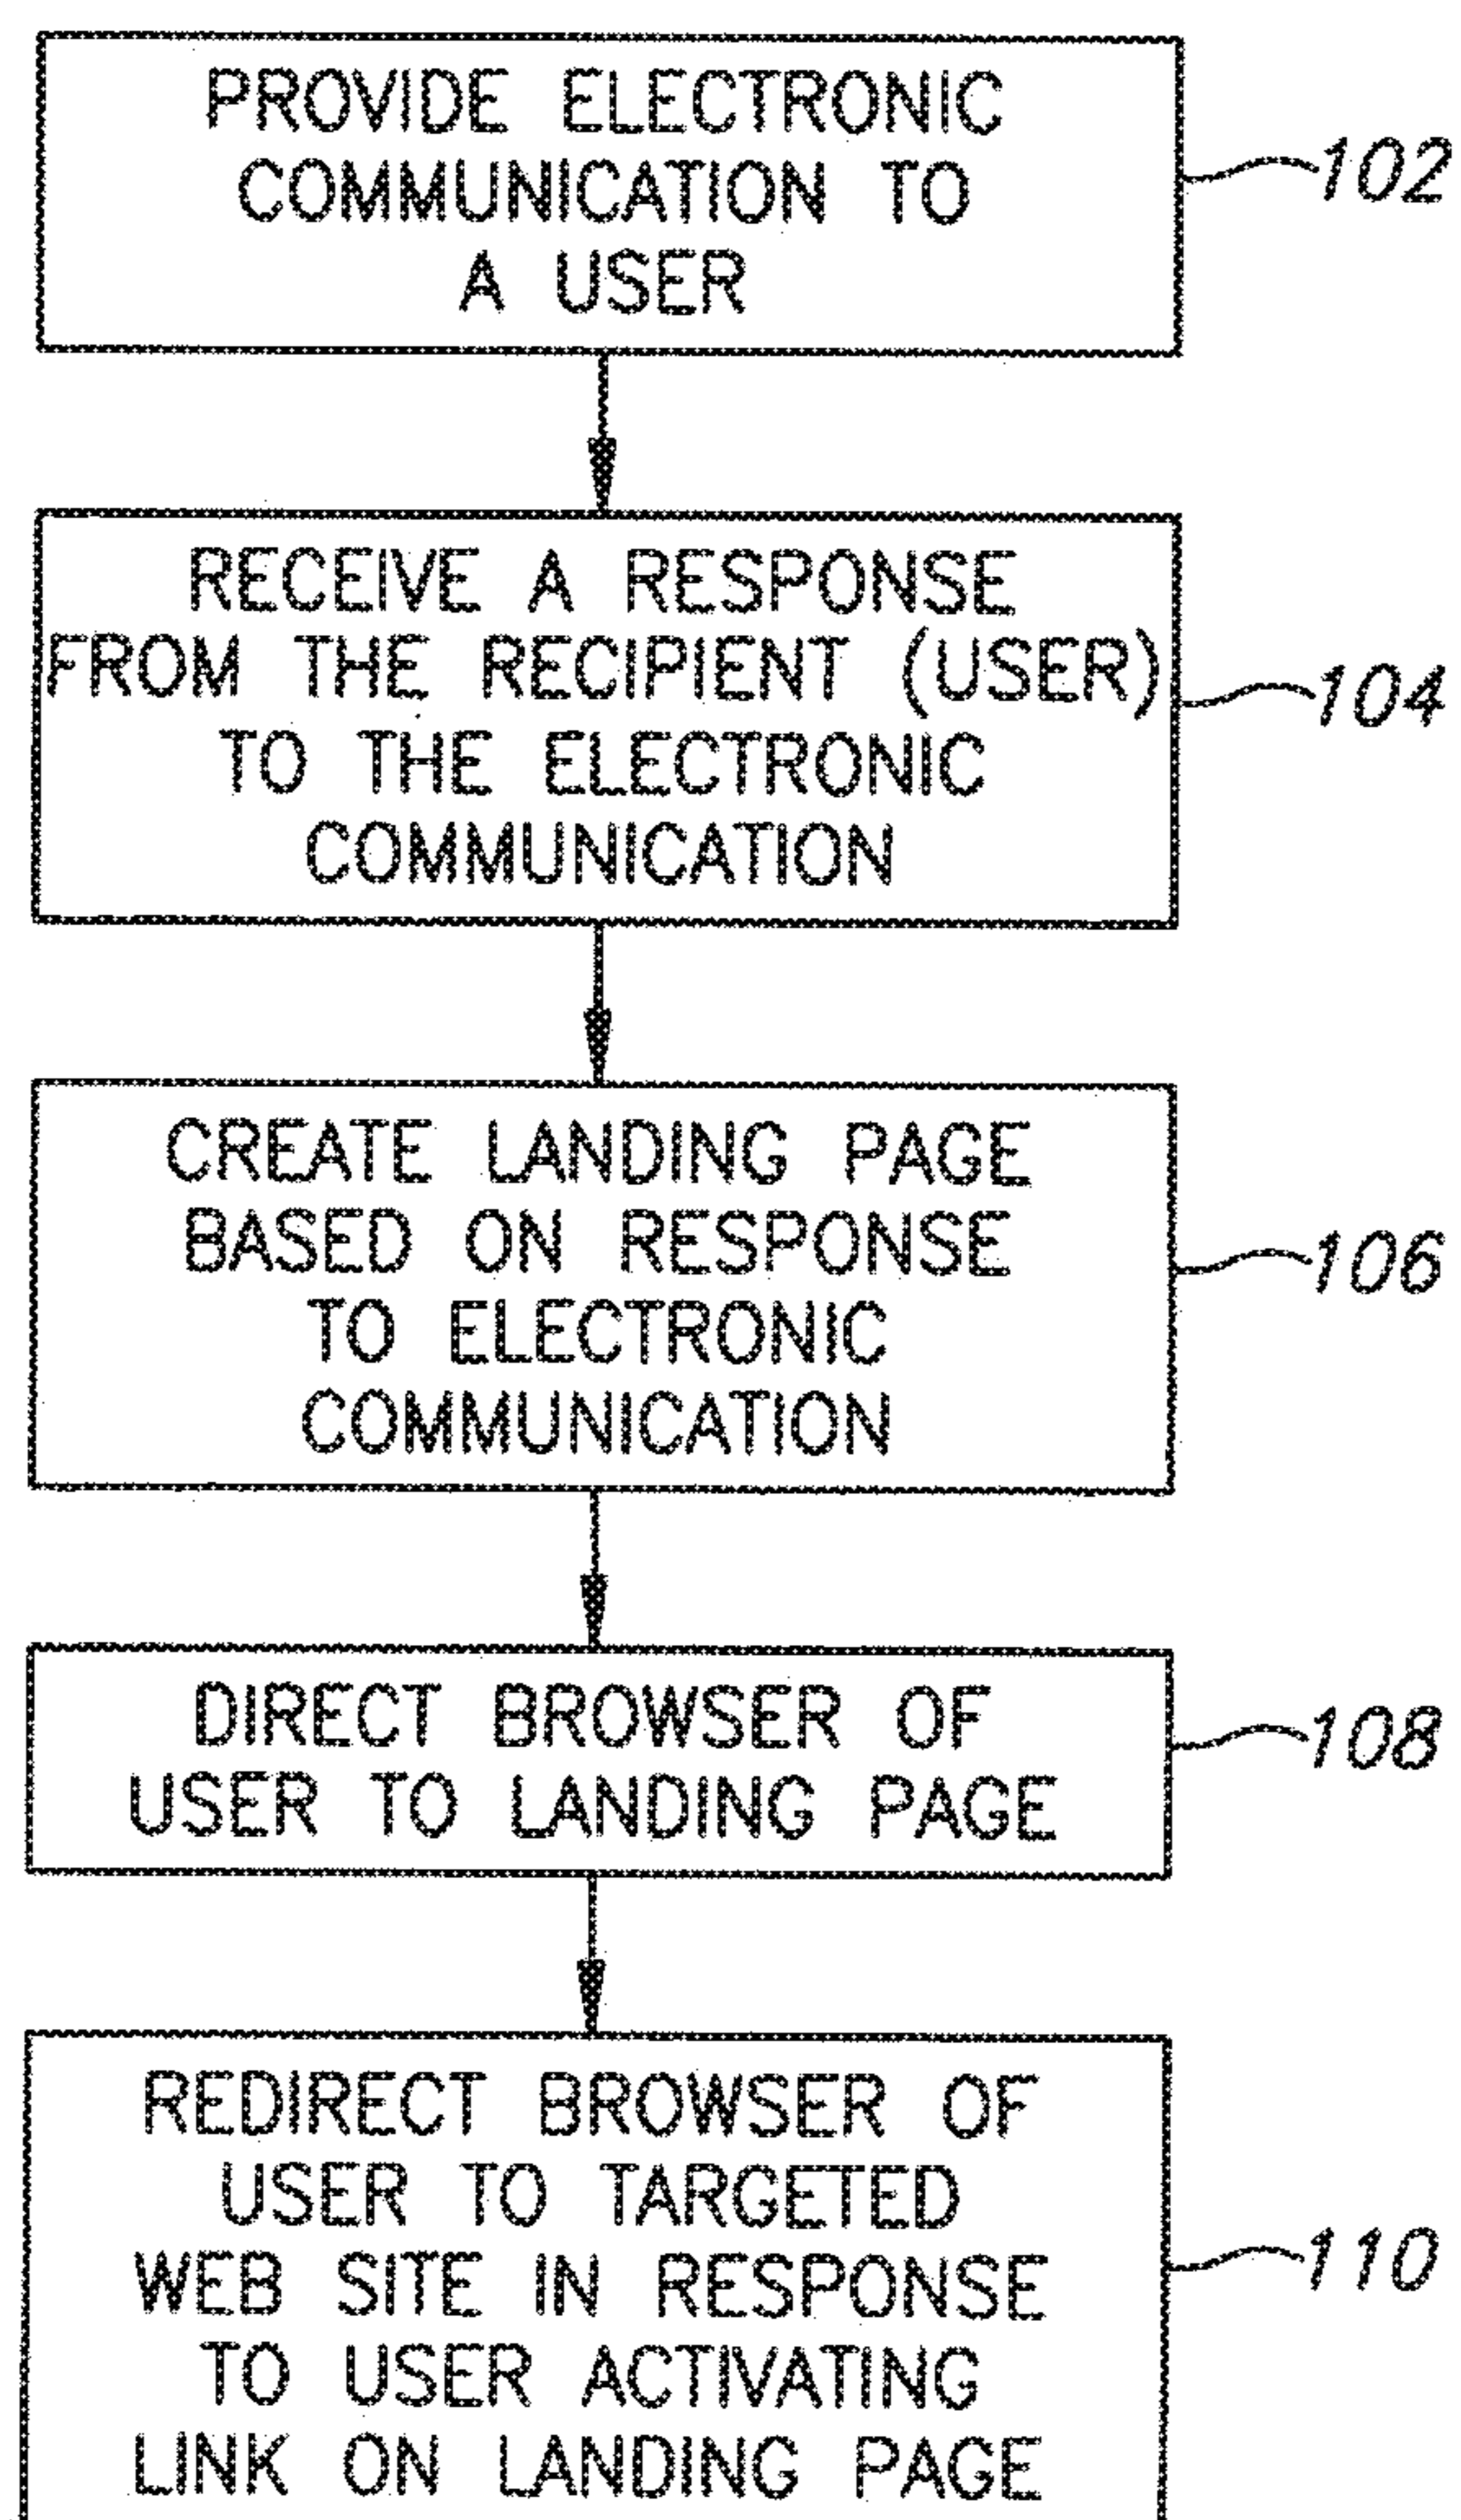 PROVIDE ELECTRONIC
COMMUNICATION TO
A USER
102
RECEIVE A RESPONSE
FROM THE RECIPIENT (USER)
TO THE ELECTRONIC
COMMUNICATION
104
CREATE LANDING PAGE
BASED ON RESPONSE
TO ELECTRONIC
COMMUNICATION
106
DIRECT BROWSER OF
USER TO LANDING PAGE
108
REDIRECT BROWSER OF
USER TO TARGETED
WEB SITE IN RESPONSE
TO USER ACTIVATING
LINK ON LANDING PAGE
110